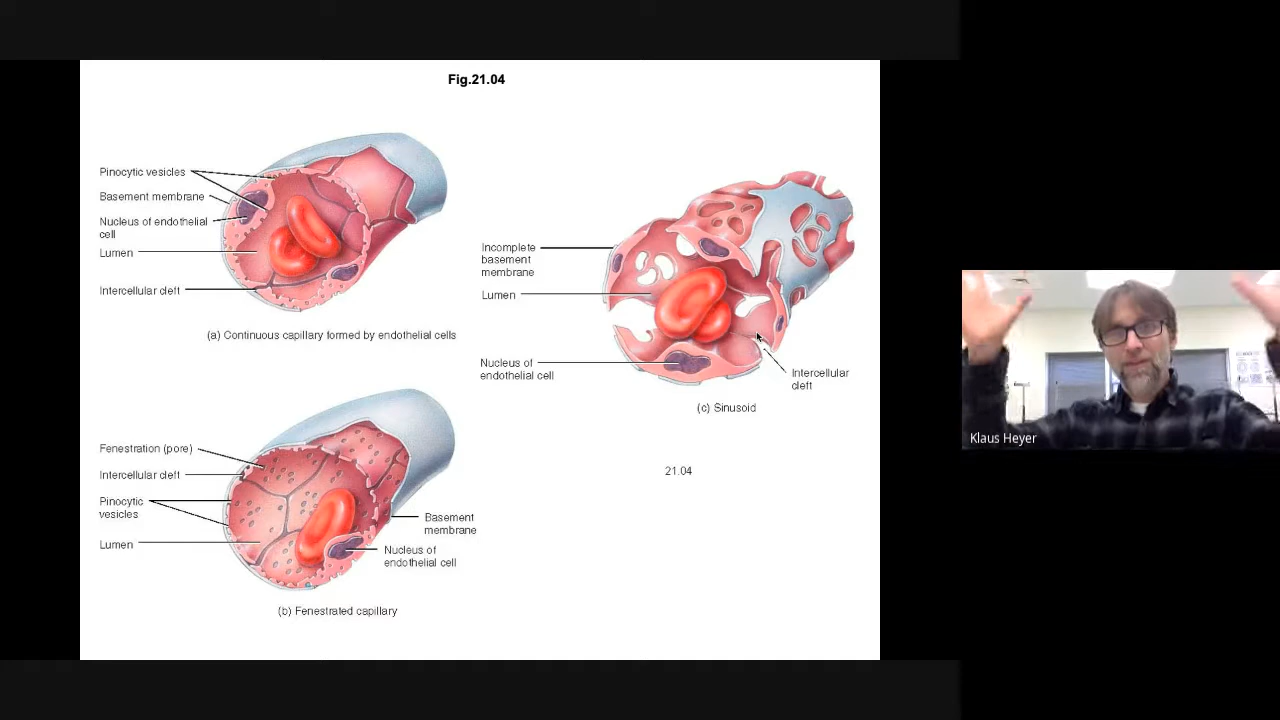 Fig.21.04
Pinocytic vesicles
Basement membrane
Nucleus of endothelial
cell
Lumen
Intercellular cleft
(a) Continuous capillary formed by endothelial cells
Incomplete
basement
membrane
Lumen
Nucleus of
endothelial cell
Intercellular
cleft
(c) Sinusoid
21.04
Fenestration (pore)
Intercellular cleft
Pinocytic
vesicles
Lumen
Basement
membrane
Nucleus of
endothelial cell
(b) Fenestrated capillary
Klaus Heyer